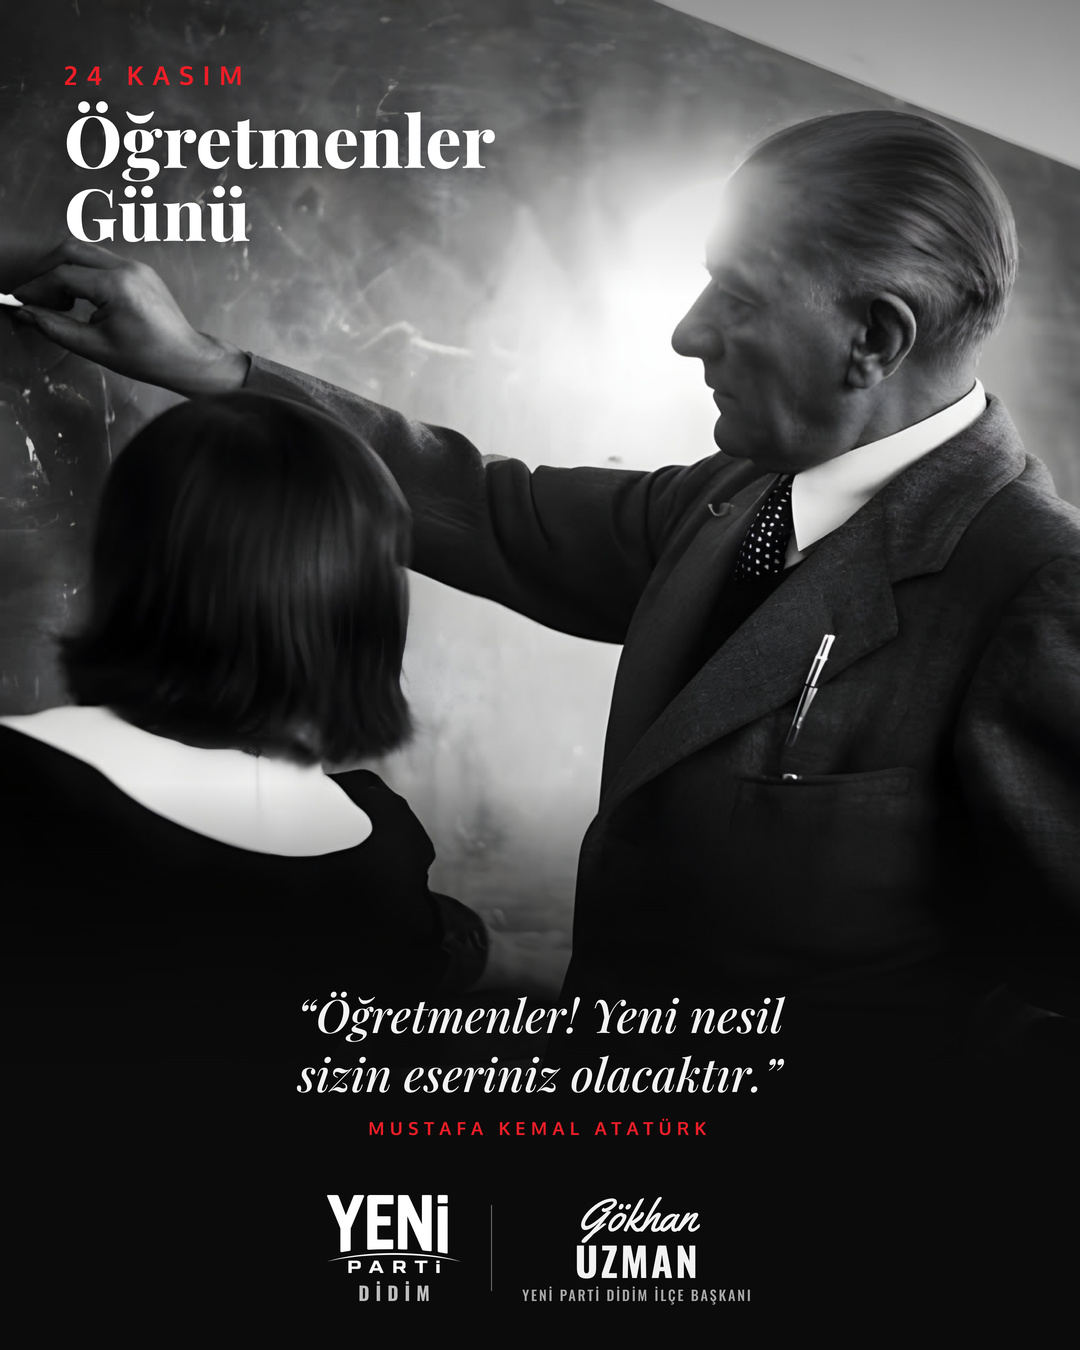 24 KASIM
Öğretmenler
Günü
“Öğretmenler! Yeni nesil
sizin eseriniz olacaktır.”
MUSTAFA KEMAL ATATÜRK
YENi
PARTi
DİDİM
Gökhan
UZMAN
YENİ PARTİ DİDİM İLÇE BAŞKANI